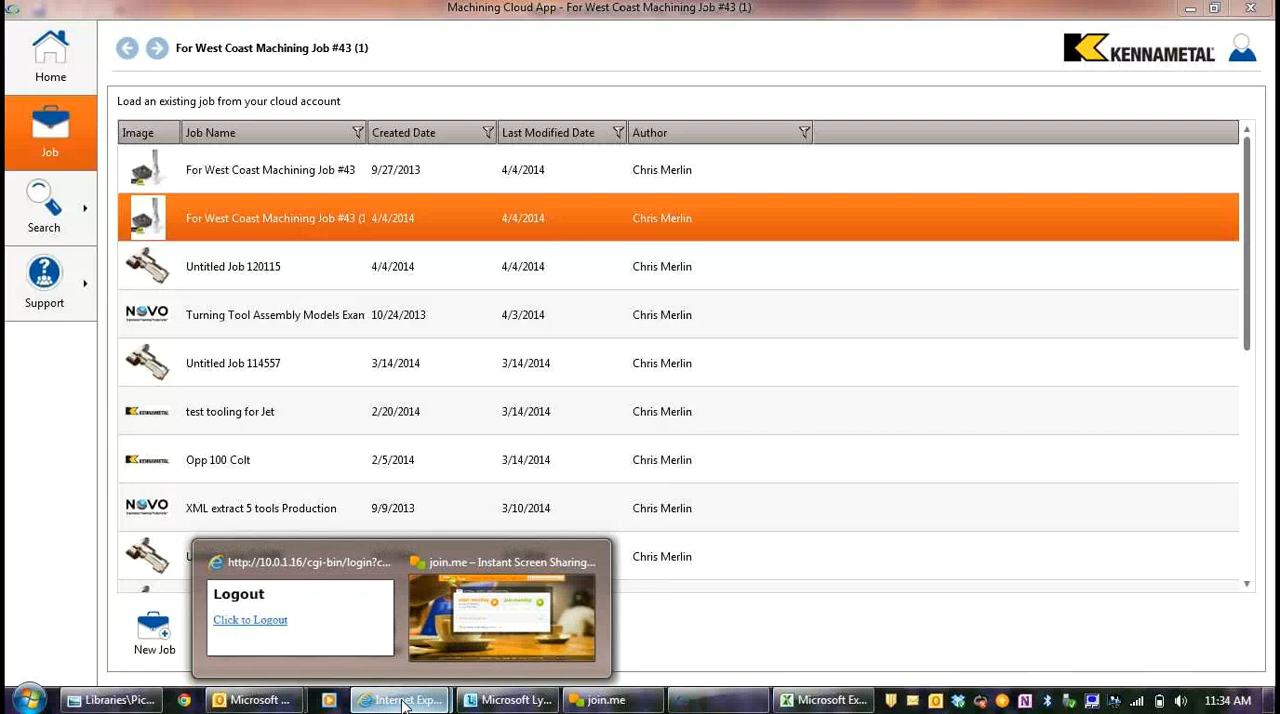 Machining Cloud App - For West Coast Machining Job #43 (1)
Home
For West Coast Machining Job #43 (1)
KENNAMETAL
Job
Search
Support
Load an existing job from your cloud account
Image Job Name Created Date Last Modified Date Author
For West Coast Machining Job #43 9/27/2013 4/4/2014 Chris Merlin
For West Coast Machining Job #43 (1 4/4/2014 4/4/2014 Chris Merlin
Untitled Job 120115 4/4/2014 4/4/2014 Chris Merlin
NOVO Turning Tool Assembly Models Exan 10/24/2013 4/3/2014 Chris Merlin
Untitled Job 114557 3/14/2014 3/14/2014 Chris Merlin
KENNAMETAL test tooling for Jet 2/20/2014 3/14/2014 Chris Merlin
KENNAMETAL Opp 100 Colt 2/5/2014 3/14/2014 Chris Merlin
NOVO XML extract 5 tools Production 9/9/2013 3/10/2014 Chris Merlin
Chris Merlin
http://10.0.1.16/cgi-bin/login?c...
join.me – Instant Screen Sharing...
Logout
Click to Logout
New Job
Libraries\Pic... Microsoft ... Internet Exp... Microsoft Ly... join.me Microsoft Ex... 11:34 AM